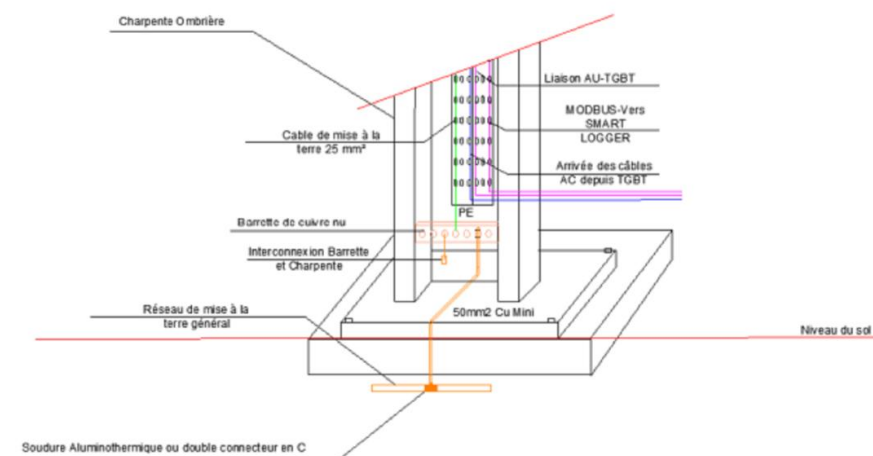 Charpente Ombrière
Liaison AU-TGBT
MODBUS-Vers
SMART
LOGGER
Cable de mise à la
terre 25 mm²
Arrivée des câbles
AC depuis TGBT
PE
Barrette de cuivre nu
Interconnexion Barrette
et Charpente
Réseau de mise à la
terre général
50mm2 Cu Mini
Niveau du sol
Soudure Aluminothermique ou double connecteur en C